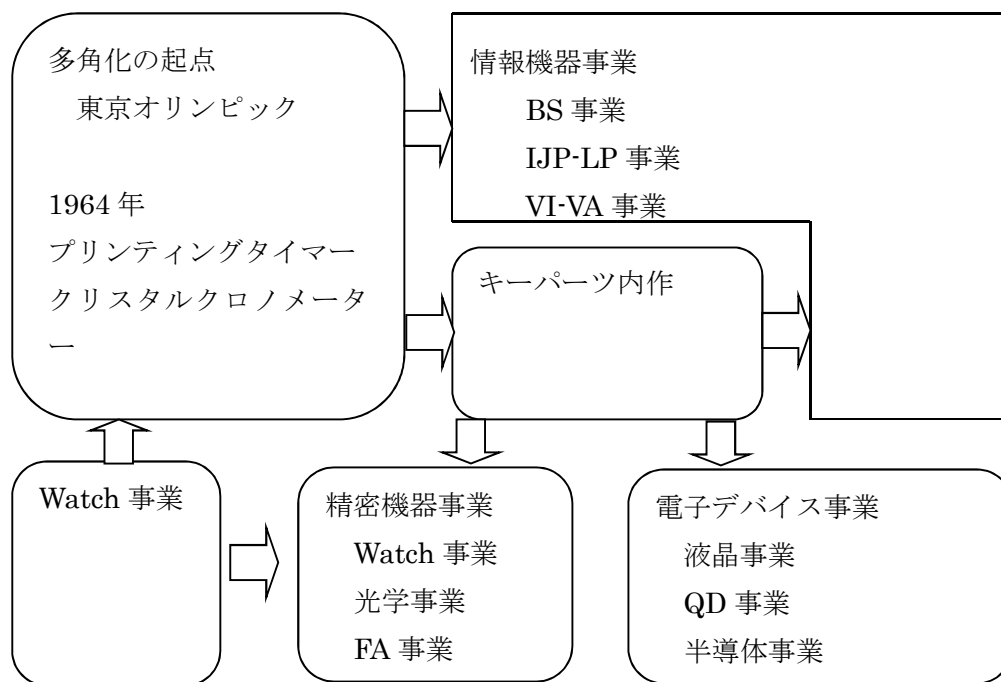 多角化の起点
東京オリンピック
1964 年
プリンティングタイマー
クリスタルクロノメータ
ー
情報機器事業
BS 事業
IJP-LP 事業
VI-VA 事業
キーパーツ内作
Watch 事業
精密機器事業
Watch 事業
光学事業
FA 事業
電子デバイス事業
液晶事業
QD 事業
半導体事業